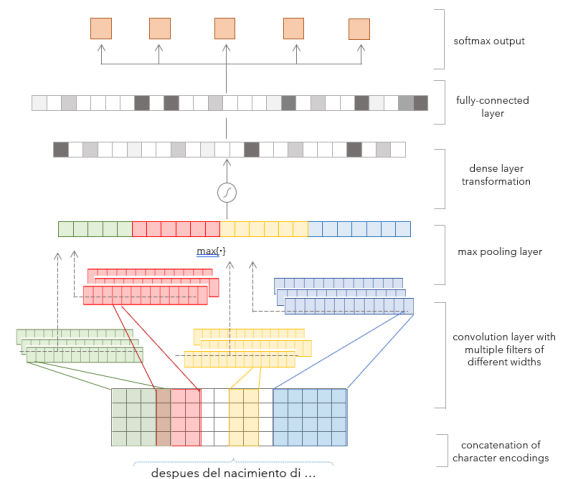 softmax output
fully-connected
layer
dense layer
transformation
max pooling layer
max{·}
convolution layer with
multiple filters of
different widths
concatenation of
character encodings
despues del nacimiento di ...